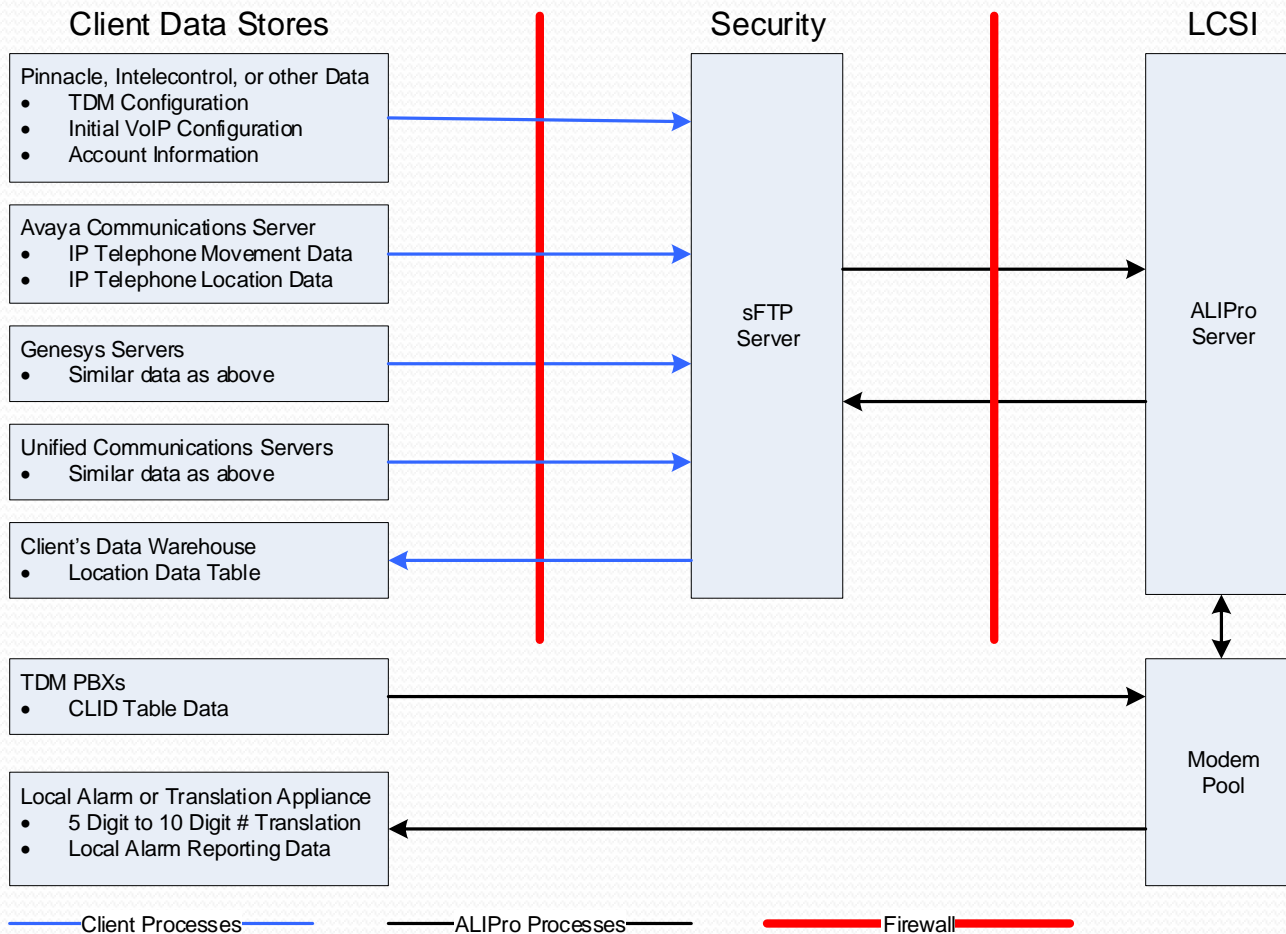 Client Data Stores
Security
LCSI
Pinnacle, Intelecontrol, or other Data
• TDM Configuration
• Initial VoIP Configuration
• Account Information
Avaya Communications Server
• IP Telephone Movement Data
• IP Telephone Location Data
Genesys Servers
• Similar data as above
Unified Communications Servers
• Similar data as above
Client's Data Warehouse
• Location Data Table
sFTP
Server
ALIPro
Server
TDM PBXs
• CLID Table Data
Local Alarm or Translation Appliance
• 5 Digit to 10 Digit # Translation
• Local Alarm Reporting Data
Modem
Pool
Client Processes
ALIPro Processes
Firewall